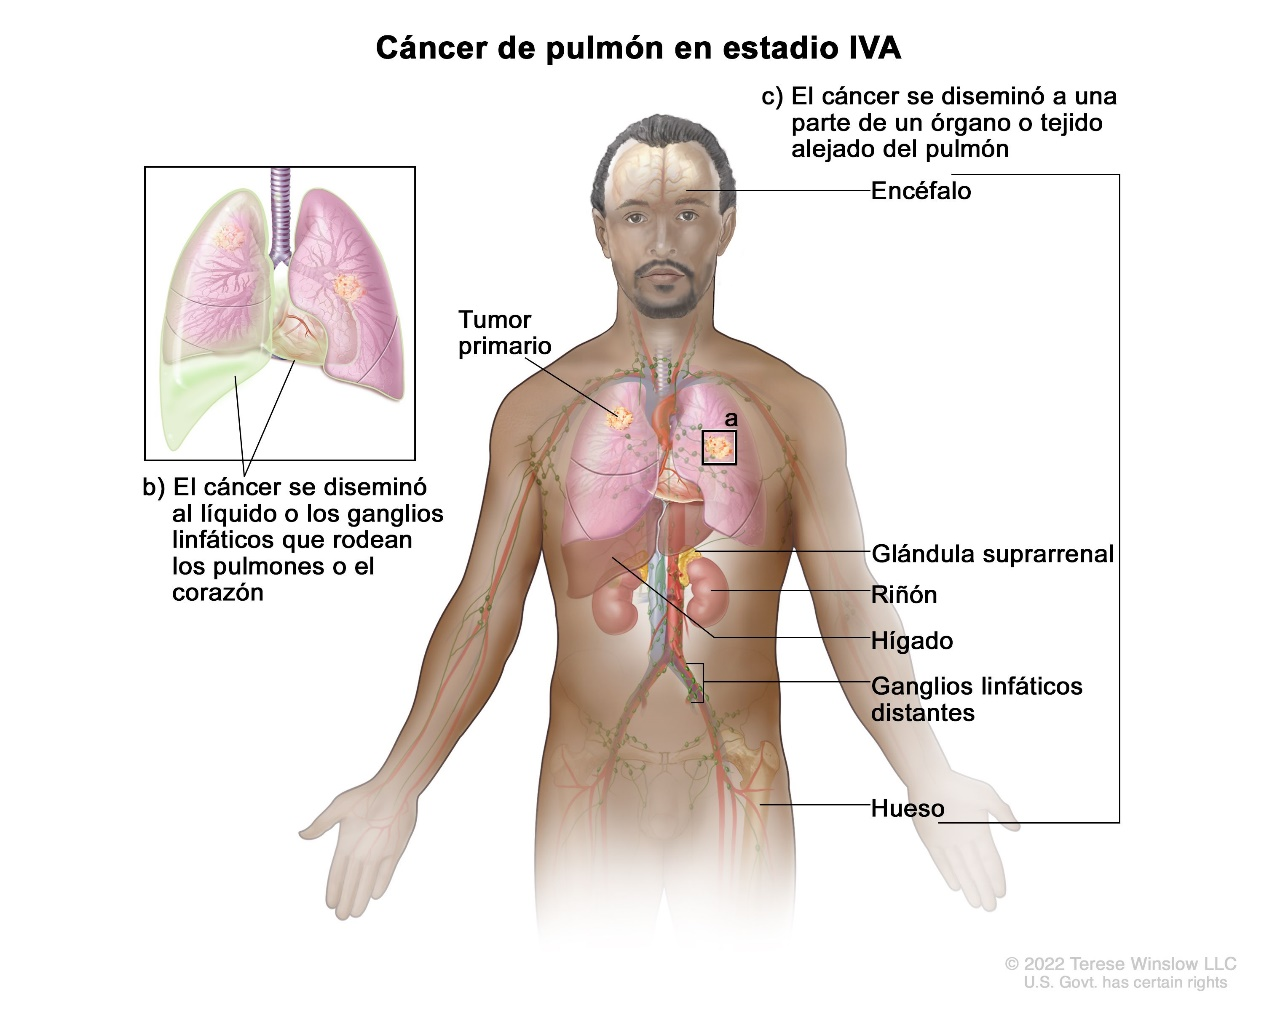 Cáncer de pulmón en estadio IVA
c) El cáncer se diseminó a una
parte de un órgano o tejido
alejado del pulmón
Encéfalo
Tumor
primario
a
b) El cáncer se diseminó
al líquido o los ganglios
linfáticos que rodean
los pulmones o el
corazón
Glándula suprarrenal
Riñón
Hígado
Ganglios linfáticos
distantes
Hueso
© 2022 Terese Winslow LLC
U.S. Govt. has certain rights